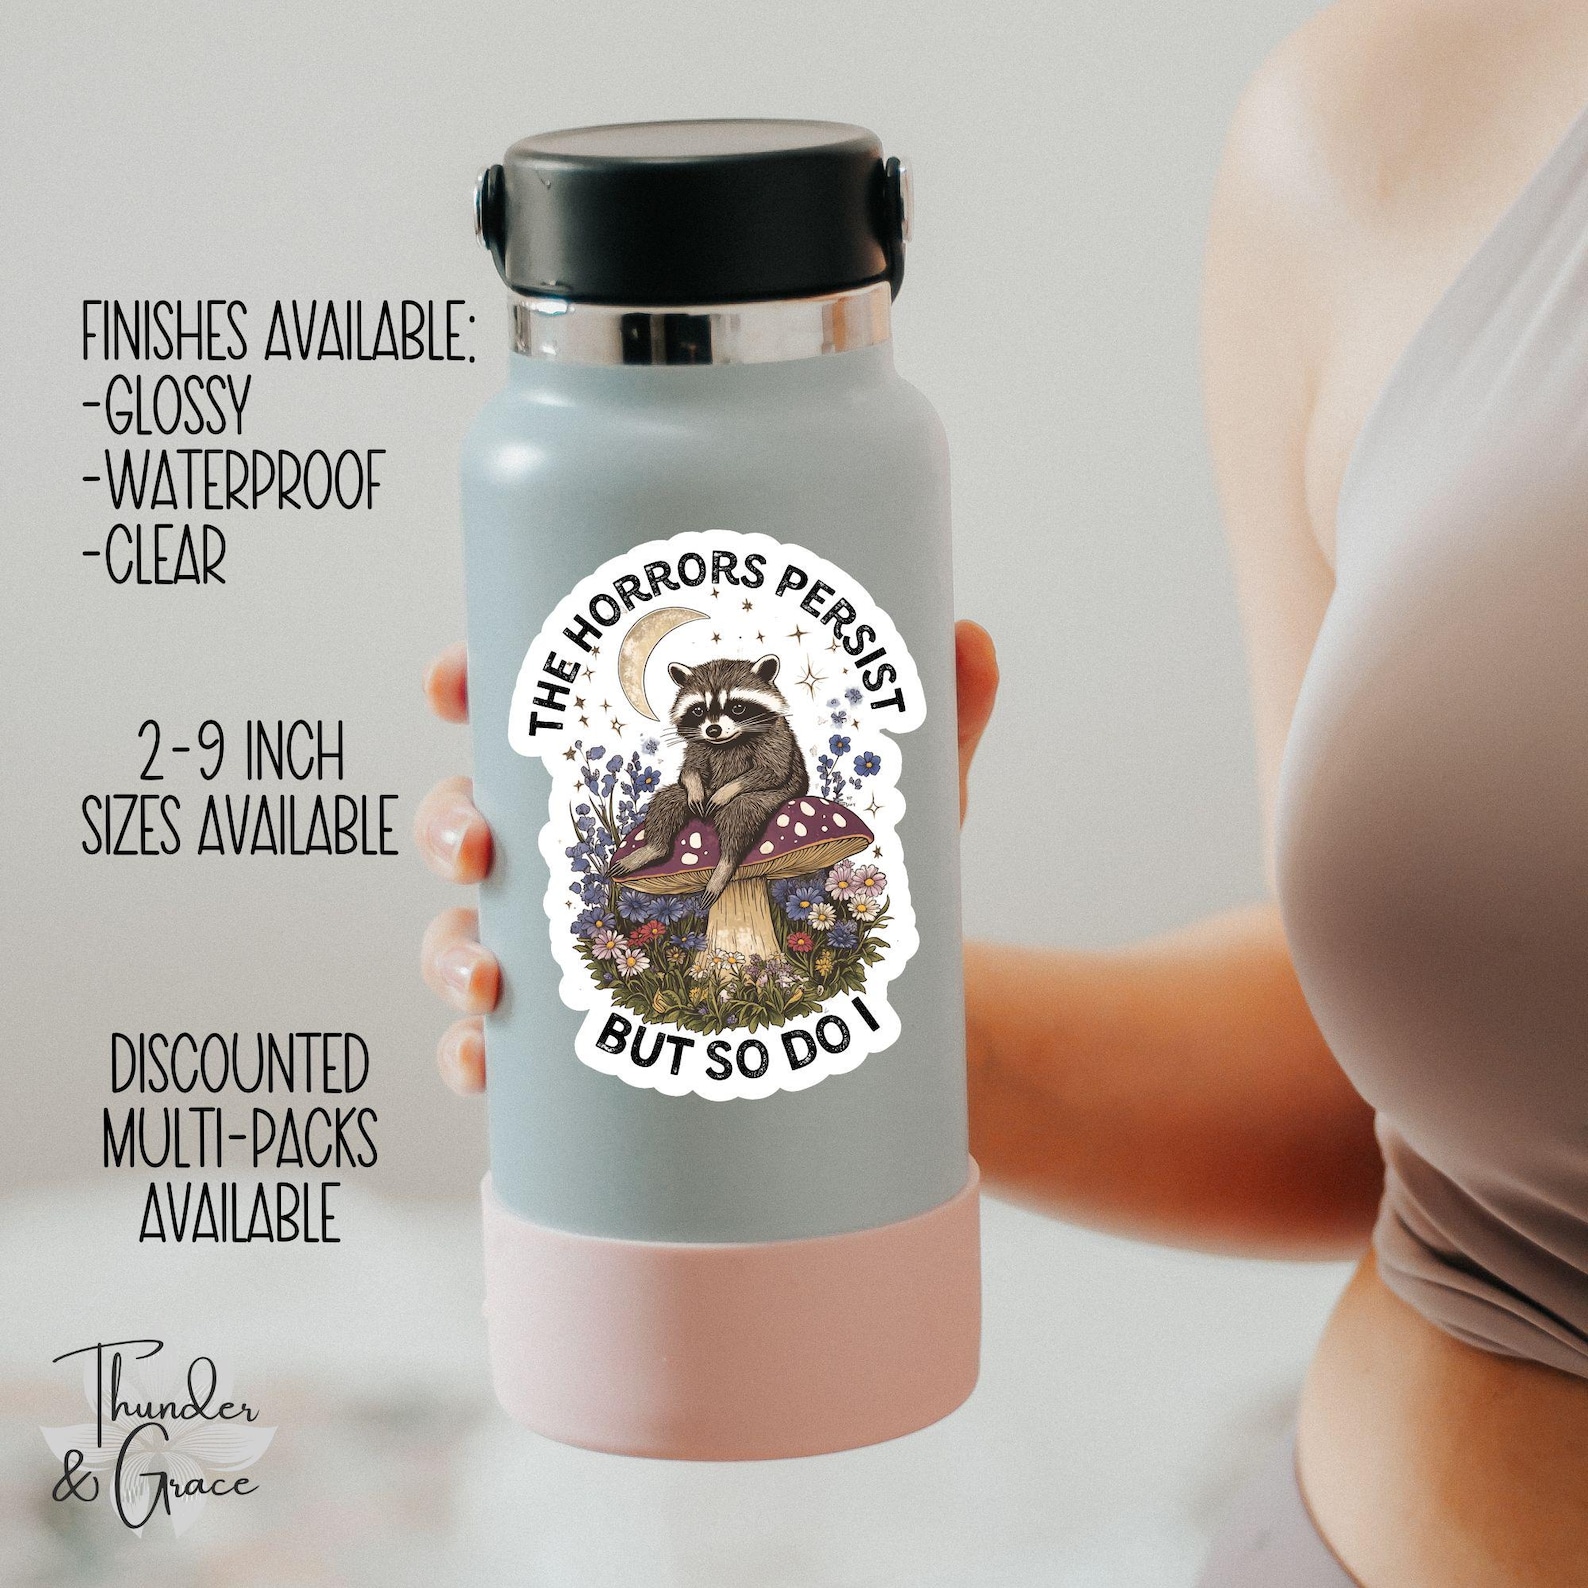 FINISHES AVAILABLE:
-GLOSSY
-WATERPROOF
-CLEAR
2-9 INCH
SIZES AVAILABLE
DISCOUNTED
MULTI-PACKS
AVAILABLE
THE HORRORS PERSIST
BUT SO DO I
Thunder
& Grace